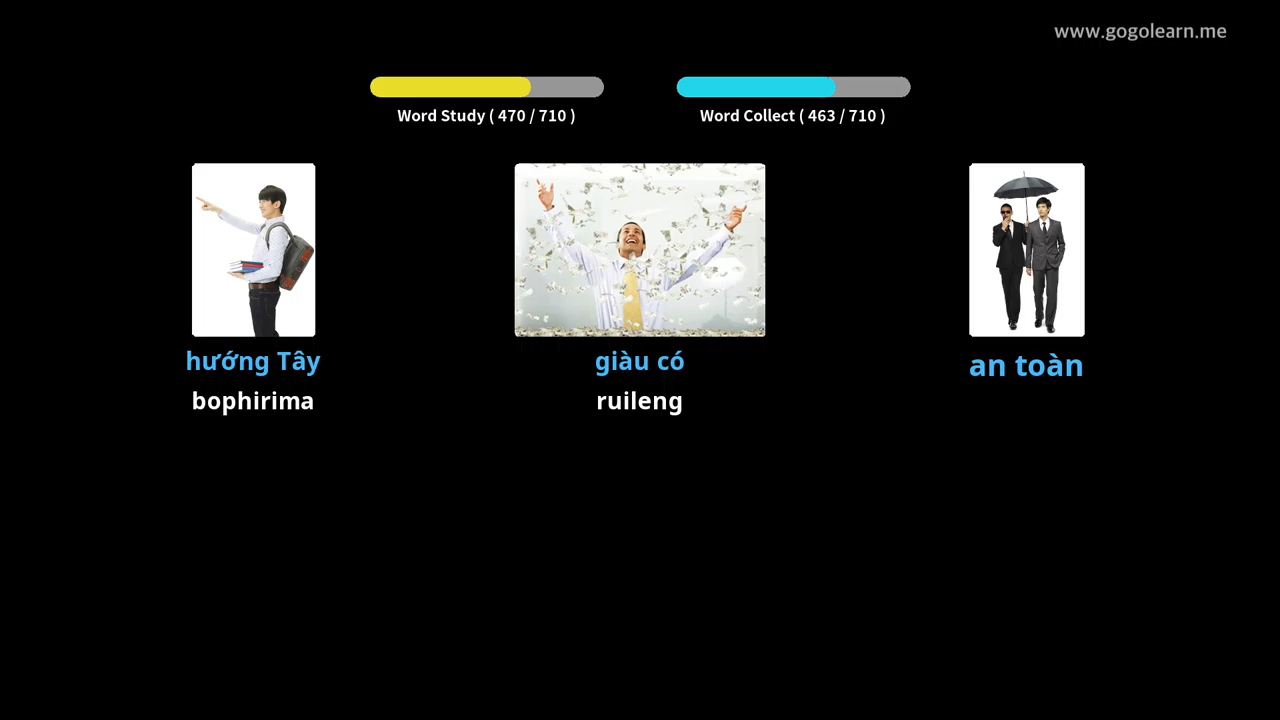 www.gogolearn.me
Word Study ( 470 / 710 )
Word Collect ( 463 / 710 )
hướng Tây
bophirima
giàu có
ruileng
an toàn